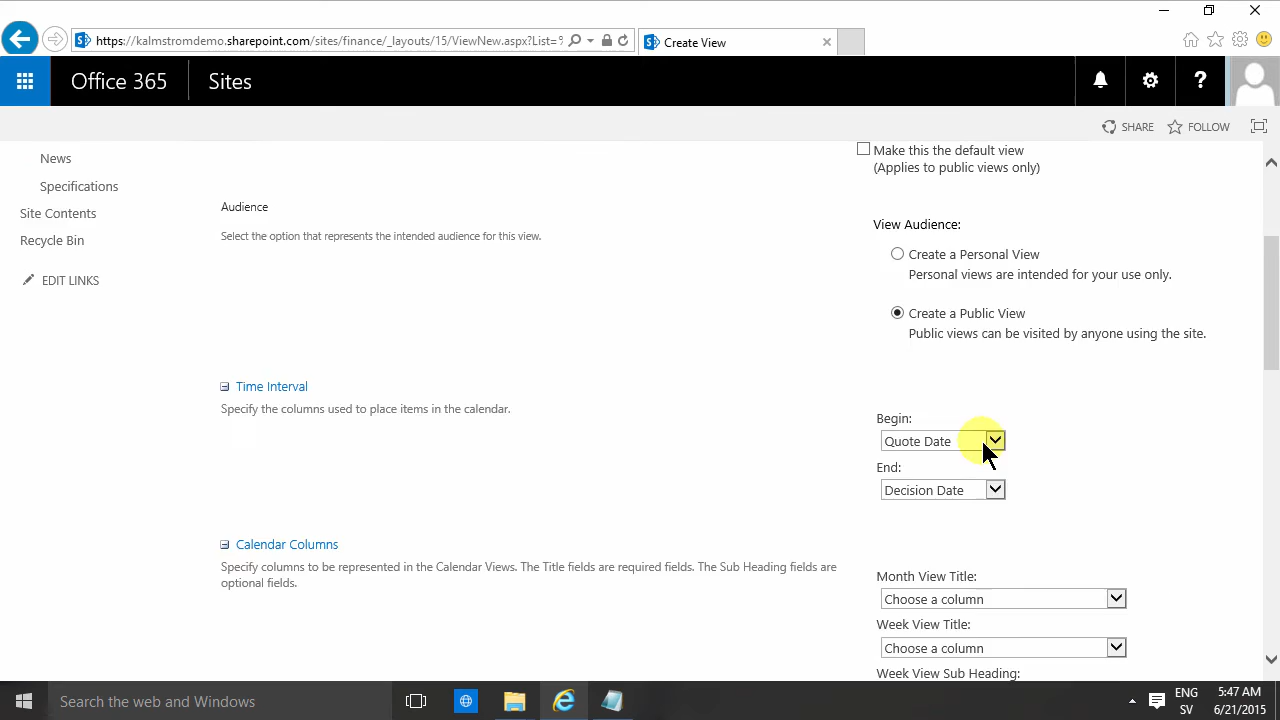 https://kalmstromdemo.sharepoint.com/sites/finance/_layouts/15/ViewNew.aspx?List=
Create View
Office 365
Sites
SHARE
FOLLOW
News
Specifications
Site Contents
Recycle Bin
EDIT LINKS
Make this the default view
(Applies to public views only)
Audience
Select the option that represents the intended audience for this view.
View Audience:
Create a Personal View
Personal views are intended for your use only.
Create a Public View
Public views can be visited by anyone using the site.
Time Interval
Specify the columns used to place items in the calendar.
Begin:
Quote Date
End:
Decision Date
Calendar Columns
Specify columns to be represented in the Calendar Views. The Title fields are required fields. The Sub Heading fields are
optional fields.
Month View Title:
Choose a column
Week View Title:
Choose a column
Week View Sub Heading:
Search the web and Windows
ENG
SV
5:47 AM
6/21/2015